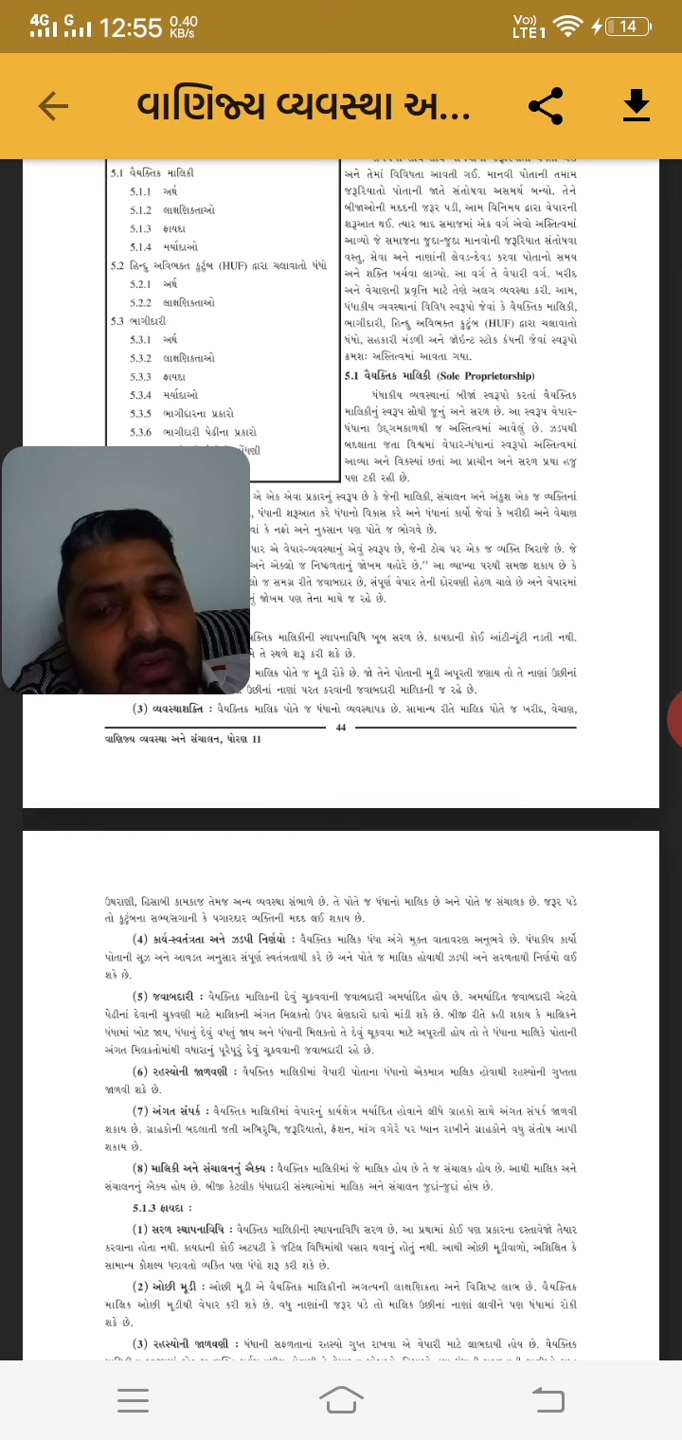 4G G 12:55 0.40 KB/s VoJ) LTE 1 14
વાણિજ્ય વ્યવસ્થા અ...
5.1 વૈયક્તિક માલિકી
5.1.1 અર્થ
5.1.2 લાક્ષણિકતાઓ
5.1.3 ફાયદા
5.1.4 મર્યાદાઓ
5.2 હિન્દુ અવિભક્ત કુટુંબ (HUF) દ્વારા ચલાવાતો ધંધો
5.2.1 અર્થ
5.2.2 લાક્ષણિકતાઓ
5.3 ભાગીદારી
5.3.1 અર્થ
5.3.2 લાક્ષણિકતાઓ
5.3.3 ફાયદા
5.3.4 મર્યાદાઓ
5.3.5 ભાગીદારના પ્રકારો
5.3.6 ભાગીદારી પેઢીના પ્રકારો
અને તેમાં વિવિધતા આવતી ગઈ. માનવી પોતાની તમામ
જરૂરિયાતો પોતાની જાતે સંતોષવા અસમર્થ બન્યો. તેને
બીજાઓની મદદની જરૂર પડી, આમ વિનિમય દ્વારા વેપારની
શરૂઆત થઈ. ત્યાર બાદ સમાજમાં એક વર્ગ એવો અસ્તિત્વમાં
આવ્યો જે સમાજના જુદા-જુદા માનવોની જરૂરિયાત સંતોષવા
વસ્તુ, સેવા અને નાણાંની લેવડ-દેવડ કરવા પોતાનો સમય
અને શક્તિ ખર્ચવા લાગ્યો. આ વર્ગ તે વેપારી વર્ગ. ખરીદ
અને વેચાણની પ્રવૃત્તિ માટે તેણે અલગ વ્યવસ્થા કરી. આમ,
ધંધાકીય વ્યવસ્થાનાં વિવિધ સ્વરૂપો જેવાં કે વૈયક્તિક માલિકી,
ભાગીદારી, હિન્દુ અવિભક્ત કુટુંબ (HUF) દ્વારા ચલાવાતો
ધંધો, સહકારી મંડળી અને જોઇન્ટ સ્ટોક કંપની જેવાં સ્વરૂપો
ક્રમશઃ અસ્તિત્વમાં આવતા ગયા.
5.1 વૈયક્તિક માલિકી (Sole Proprietorship)
ધંધાકીય વ્યવસ્થાનાં બીજાં સ્વરૂપો કરતાં વૈયક્તિક
માલિકીનું સ્વરૂપ સૌથી જૂનું અને સરળ છે. આ સ્વરૂપ વેપાર-
ધંધાના ઉદ્ગમકાળથી જ અસ્તિત્વમાં આવેલું છે. ઝડપથી
બદલાતા જતા વિશ્વમાં વેપાર-ધંધાનાં સ્વરૂપો અસ્તિત્વમાં
આવ્યા અને વિકસ્યાં છતાં આ પ્રાચીન અને સરળ પ્રથા હજુ
પણ ટકી રહી છે.
એ એક એવા પ્રકારનું સ્વરૂપ છે કે જેની માલિકી, સંચાલન અને અંકુશ એક જ વ્યક્તિનાં
, ધંધાની શરૂઆત કરે ધંધાનો વિકાસ કરે અને ધંધાનાં કાર્યો જેવાં કે ખરીદી અને વેચાણ
વાં કે નફો અને નુકસાન પણ પોતે જ ભોગવે છે.
પાર એ વેપાર-વ્યવસ્થાનું એવું સ્વરૂપ છે, જેની ટોચ પર એક જ વ્યક્તિ બિરાજે છે. જે
અને એકલો જ નિષ્ફળતાનું જોખમ વહોરે છે.'' આ વ્યાખ્યા પરથી સમજી શકાય છે કે
લો જ સમગ્ર રીતે જવાબદાર છે, સંપૂર્ણ વેપાર તેની દોરવણી હેઠળ ચાલે છે અને વેપારમાં
નું જોખમ પણ તેના માથે જ રહે છે.
યક્તિક માલિકીની સ્થાપનાવિધિ ખૂબ સરળ છે. કાયદાની કોઈ આંટી-ઘૂંટી નડતી નથી.
તે સ્થળે શરૂ કરી શકે છે.
માલિક પોતે જ મૂડી રોકે છે. જો તેને પોતાની મૂડી અપૂરતી જણાય તો તે નાણાં ઉછીનાં
ઉછીનાં નાણાં પરત કરવાની જવાબદારી માલિકની જ રહે છે.
(3) વ્યવસ્થાશક્તિ : વૈયક્તિક માલિક પોતે જ ધંધાનો વ્યવસ્થાપક છે. સામાન્ય રીતે માલિક પોતે જ ખરીદ, વેચાણ,
44
વાણિજ્ય વ્યવસ્થા અને સંચાલન, ધોરણ 11
ઉઘરાણી, હિસાબી કામકાજ તેમજ અન્ય વ્યવસ્થા સંભાળે છે. તે પોતે જ ધંધાનો માલિક છે અને પોતે જ સંચાલક છે. જરૂર પડે
તો કુટુંબના સભ્ય/સગાની કે પગારદાર વ્યક્તિની મદદ લઈ શકાય છે.
(4) કાર્ય-સ્વતંત્રતા અને ઝડપી નિર્ણયો : વૈયક્તિક માલિક ધંધા અંગે મુક્ત વાતાવરણ અનુભવે છે. ધંધાકીય કાર્યો
પોતાની સૂઝ અને આવડત અનુસાર સંપૂર્ણ સ્વતંત્રતાથી કરે છે અને પોતે જ માલિક હોવાથી ઝડપી અને સરળતાથી નિર્ણયો લઈ
શકે છે.
(5) જવાબદારી : વૈયક્તિક માલિકની દેવું ચૂકવવાની જવાબદારી અમર્યાદિત હોય છે. અમર્યાદિત જવાબદારી એટલે
પેઢીનાં દેવાની ચુકવણી માટે માલિકની અંગત મિલકતો ઉપર લેણદારો દાવો માંડી શકે છે. બીજી રીતે કહી શકાય કે માલિકને
ધંધામાં ખોટ જાય, ધંધાનું દેવું વધતું જાય અને ધંધાની મિલકતો તે દેવું ચૂકવવા માટે અપૂરતી હોય તો તે ધંધાના માલિકે પોતાની
અંગત મિલકતોમાંથી વધારાનું પૂરેપૂરું દેવું ચૂકવવાની જવાબદારી રહે છે.
(6) રહસ્યોની જાળવણી : વૈયક્તિક માલિકીમાં વેપારી પોતાના ધંધાનો એકમાત્ર માલિક હોવાથી રહસ્યોની ગુપ્તતા
જાળવી શકે છે.
(7) અંગત સંપર્ક : વૈયક્તિક માલિકીમાં વેપારનું કાર્યક્ષેત્ર મર્યાદિત હોવાને લીધે ગ્રાહકો સાથે અંગત સંપર્ક જાળવી
શકાય છે. ગ્રાહકોની બદલાતી જતી અભિરુચિ, જરૂરિયાતો, ફૅશન, માંગ વગેરે પર ધ્યાન રાખીને ગ્રાહકોને વધુ સંતોષ આપી
શકાય છે.
(8) માલિકી અને સંચાલનનું ઐક્ય : વૈયક્તિક માલિકીમાં જે માલિક હોય છે તે જ સંચાલક હોય છે. આથી માલિક અને
સંચાલનનું ઐક્ય હોય છે. બીજી કેટલીક ધંધાદારી સંસ્થાઓમાં માલિક અને સંચાલન જુદાં-જુદાં હોય છે.
5.1.3 ફાયદા :
(1) સરળ સ્થાપનાવિધિ : વૈયક્તિક માલિકીની સ્થાપનાવિધિ સરળ છે. આ પ્રથામાં કોઈ પણ પ્રકારના દસ્તાવેજો તૈયાર
કરવાના હોતા નથી. કાયદાની કોઈ અટપટી કે જટિલ વિધિમાંથી પસાર થવાનું હોતું નથી. આથી ઓછી મૂડીવાળો, અશિક્ષિત કે
સામાન્ય કૌશલ્ય ધરાવતો વ્યક્તિ પણ ધંધો શરૂ કરી શકે છે.
(2) ઓછી મૂડી : ઓછી મૂડી એ વૈયક્તિક માલિકીની અગત્યની લાક્ષણિકતા અને વિશિષ્ટ લાભ છે. વૈયક્તિક
માલિક ઓછી મૂડીથી વેપાર કરી શકે છે. વધુ નાણાંની જરૂર પડે તો માલિક ઉછીનાં નાણાં લાવીને પણ ધંધામાં રોકી
શકે છે.
(3) રહસ્યોની જાળવણી : ધંધાની સફળતાનાં રહસ્યો ગુપ્ત રાખવા એ વેપારી માટે લાભદાયી હોય છે. વૈયક્તિક